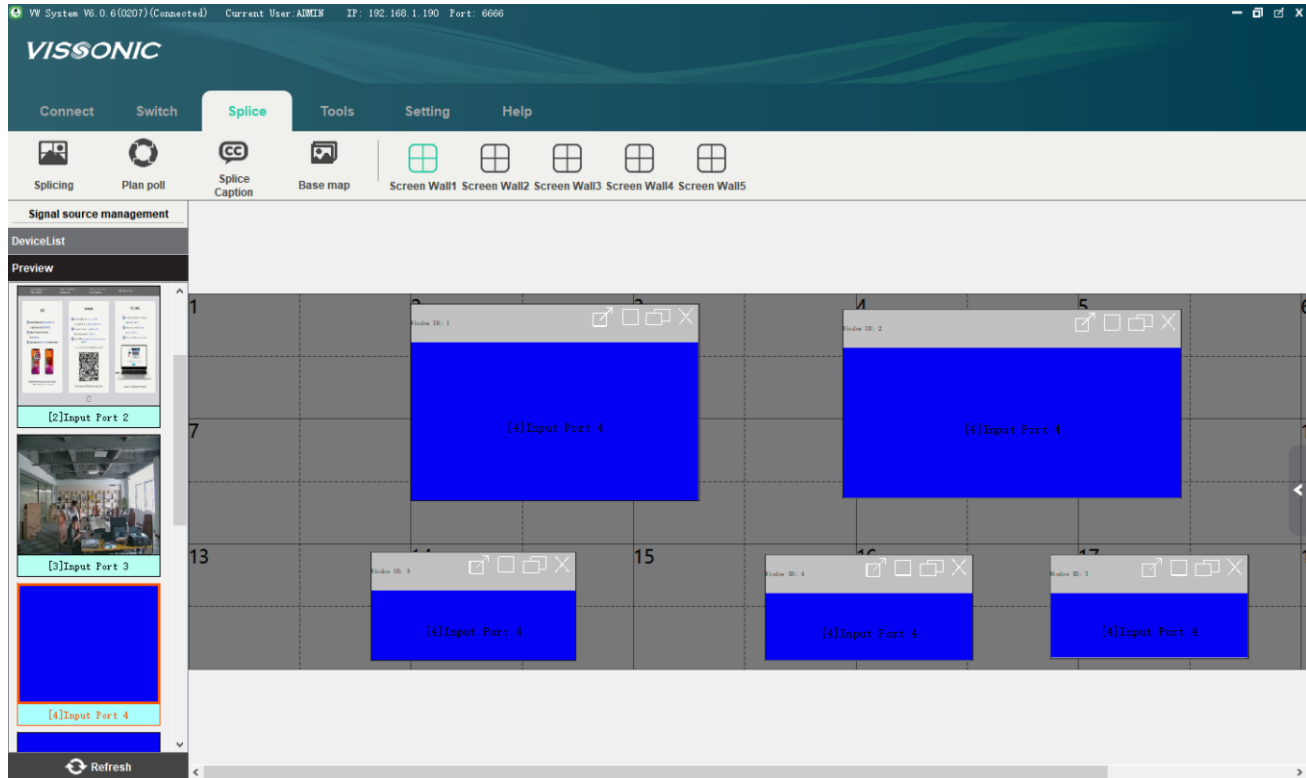 VW System V6.0.6(0207)(Connected) Current User:ADMIN IP: 192.168.1.190 Port: 6666
VISSONIC
Connect Switch Splice Tools Setting Help
Splicing Plan poll Splice Caption Base map Screen Wall1 Screen Wall2 Screen Wall3 Screen Wall4 Screen Wall5
Signal source management
DeviceList
Preview
[2]Input Port 2
[3]Input Port 3
[4]Input Port 4
Refresh
1 2 3 4 5 6
Window ID: 1
[4]Input Port 4
Window ID: 2
[4]Input Port 4
7
13 14 15 16 17
Window ID: 3
[4]Input Port 4
Window ID: 4
[4]Input Port 4
Window ID: 5
[4]Input Port 4